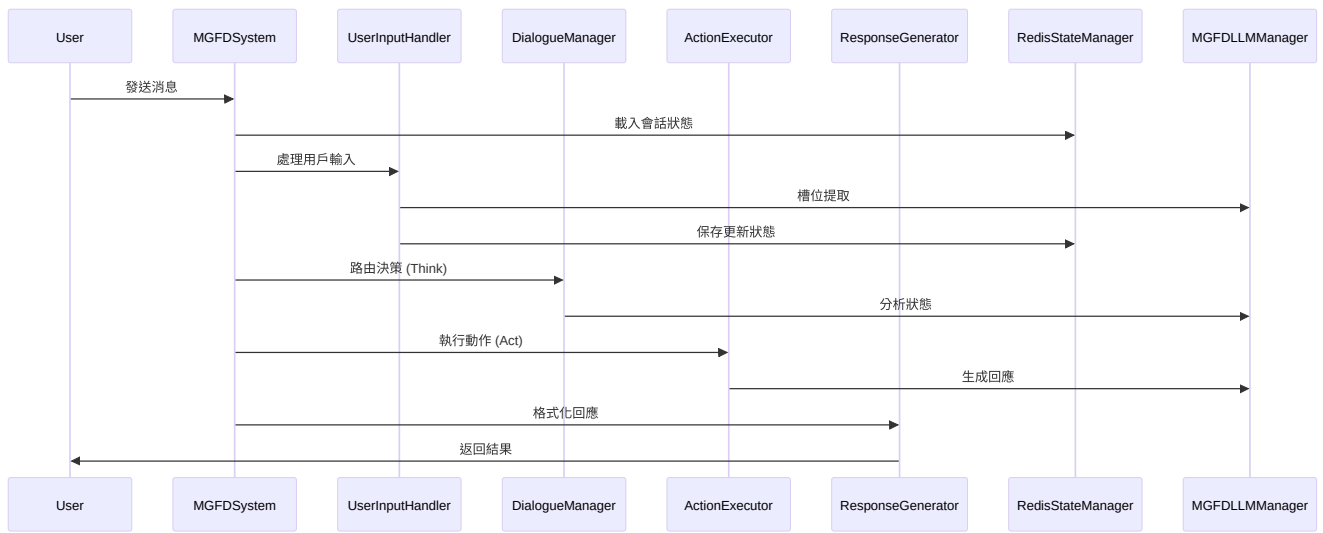 User
MGFDSystem
UserInputHandler
DialogueManager
ActionExecutor
ResponseGenerator
RedisStateManager
MGFDLLMManager
發送消息
載入會話狀態
處理用戶輸入
槽位提取
保存更新狀態
路由決策 (Think)
分析狀態
執行動作 (Act)
生成回應
格式化回應
返回結果
User
MGFDSystem
UserInputHandler
DialogueManager
ActionExecutor
ResponseGenerator
RedisStateManager
MGFDLLMManager